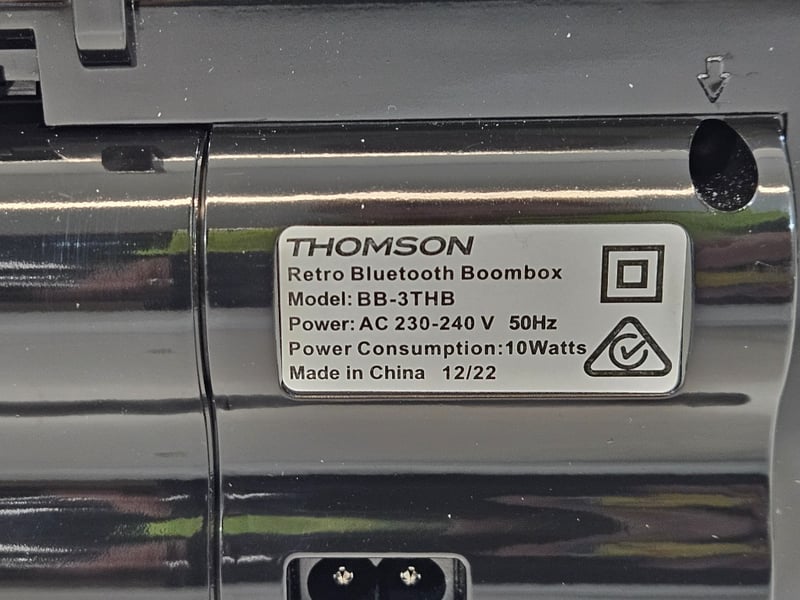 THOMSON
Retro Bluetooth Boombox
Model: BB-3THB
Power: AC 230-240 V 50Hz
Power Consumption:10Watts
Made in China 12/22